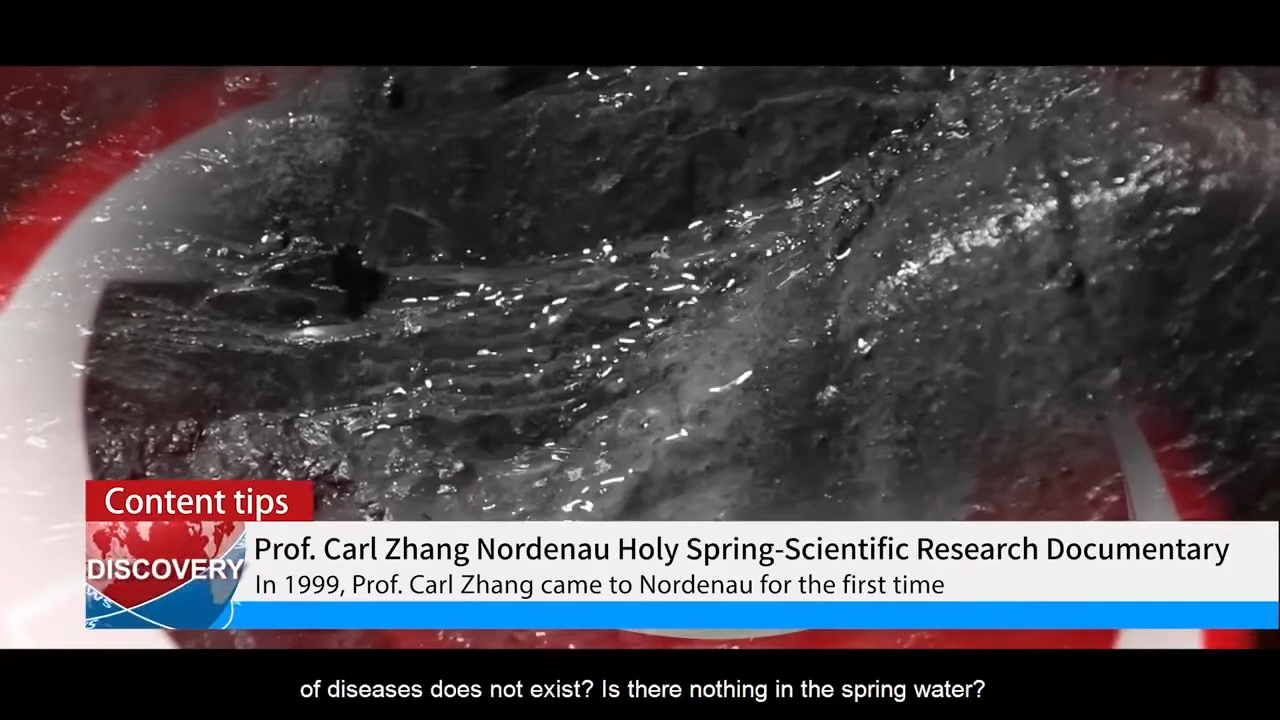 Content tips
DISCOVERY
Prof. Carl Zhang Nordenau Holy Spring-Scientific Research Documentary
In 1999, Prof. Carl Zhang came to Nordenau for the first time
of diseases does not exist? Is there nothing in the spring water?